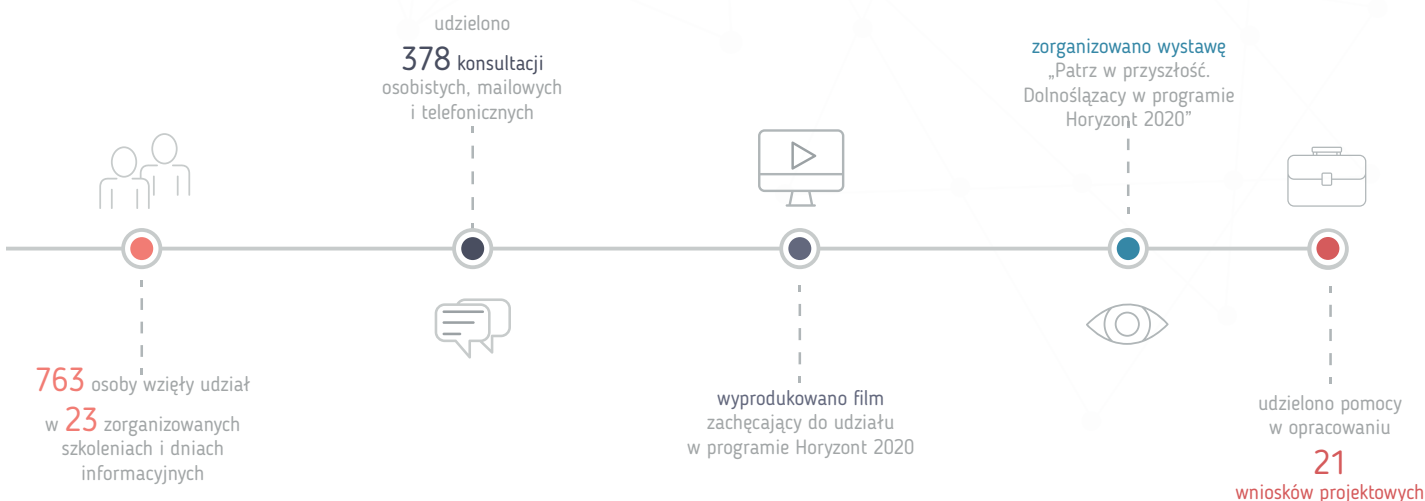 763 osoby wzięły udział
w 23 zorganizowanych
szkoleniach i dniach
informacyjnych
udzielono
378 konsultacji
osobistych, mailowych
i telefonicznych
wyprodukowano film
zachęcający do udziału
w programie Horyzont 2020
zorganizowano wystawę
„Patrz w przyszłość.
Dolnoślązacy w programie
Horyzont 2020”
udzielono pomocy
w opracowaniu
21
wniosków projektowych